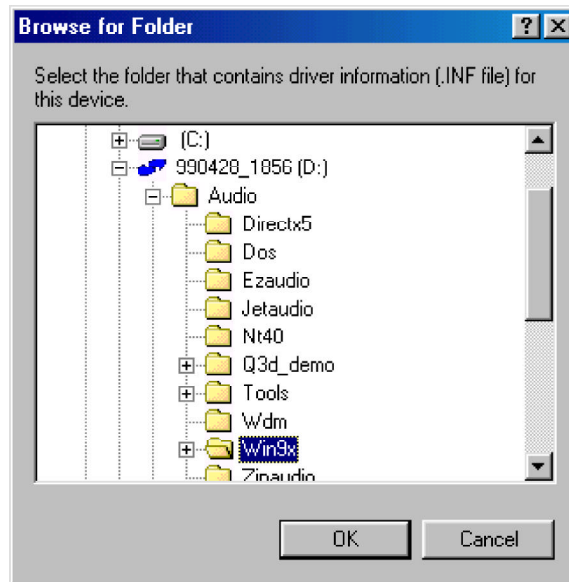 Browse for Folder
Select the folder that contains driver information (.INF file) for
this device.
(C:)
990428_1856 (D:)
Audio
Directx5
Dos
Ezaudio
Jetaudio
Nt40
Q3d_demo
Tools
Wdm
Win9x
Zipaudio
OK
Cancel